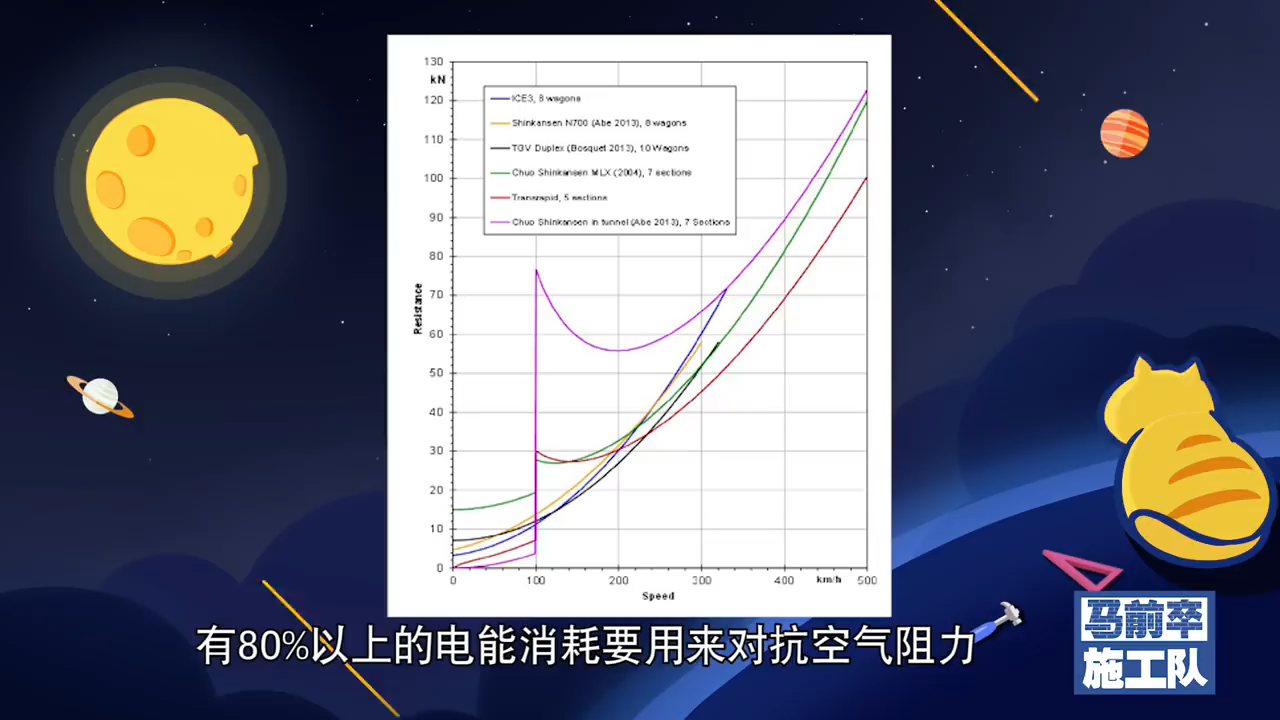 130
kN
120
110
100
90
80
70
60
50
40
30
20
10
0
Resistance
ICE3, 8 wagons
Shinkansen N700 (Abe 2013), 8 wagons
TGV Duplex (Bosquet 2013), 10 Wagons
Chuo Shinkansen MLX (2004), 7 sections
Transrapid, 5 sections
Chuo Shinkansen in tunnel (Abe 2013), 7 Sections
0 100 200 300 400 km/h 500
Speed
有80%以上的电能消耗要用来对抗空气阻力
马前卒
施工队